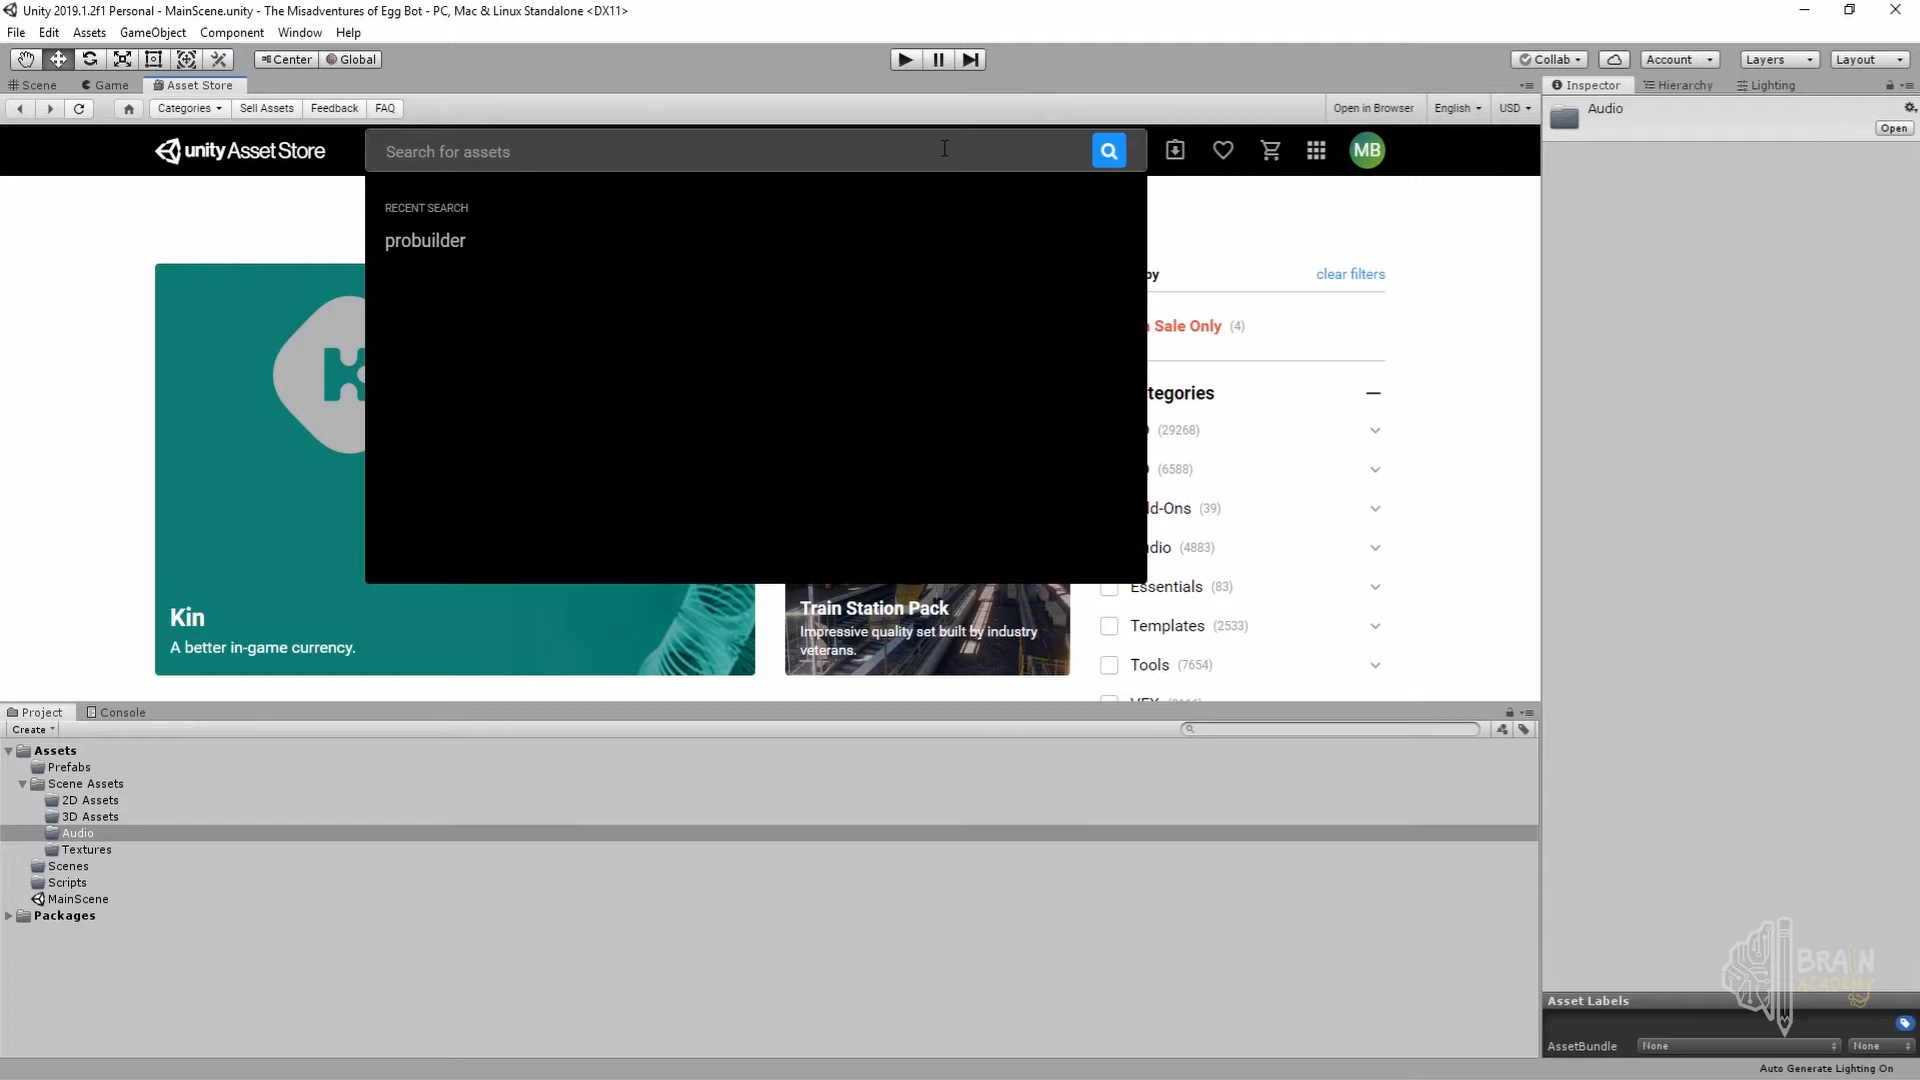 Unity 2019.1.2f1 Personal - MainScene.unity - The Misadventures of Egg Bot - PC, Mac & Linux Standalone <DX11>
File Edit Assets GameObject Component Window Help
Center Global Collab Account Layers Layout
Scene Game Asset Store Inspector Hierarchy Lighting
Categories Sell Assets Feedback FAQ Open in Browser English USD
Audio
Open
unity Asset Store Search for assets MB
RECENT SEARCH
probuilder
by clear filters
Sale Only (4)
tegories
(29268)
(6588)
ld-Ons (39)
dio (4883)
Essentials (83)
Templates (2533)
Tools (7654)
Kin
A better in-game currency.
Train Station Pack
Impressive quality set built by industry
veterans.
Project Console
Create
Assets
Prefabs
Scene Assets
2D Assets
3D Assets
Audio
Textures
Scenes
Scripts
MainScene
Packages
BRAIN
ACADEMY
Asset Labels
AssetBundle None None
Auto Generate Lighting On